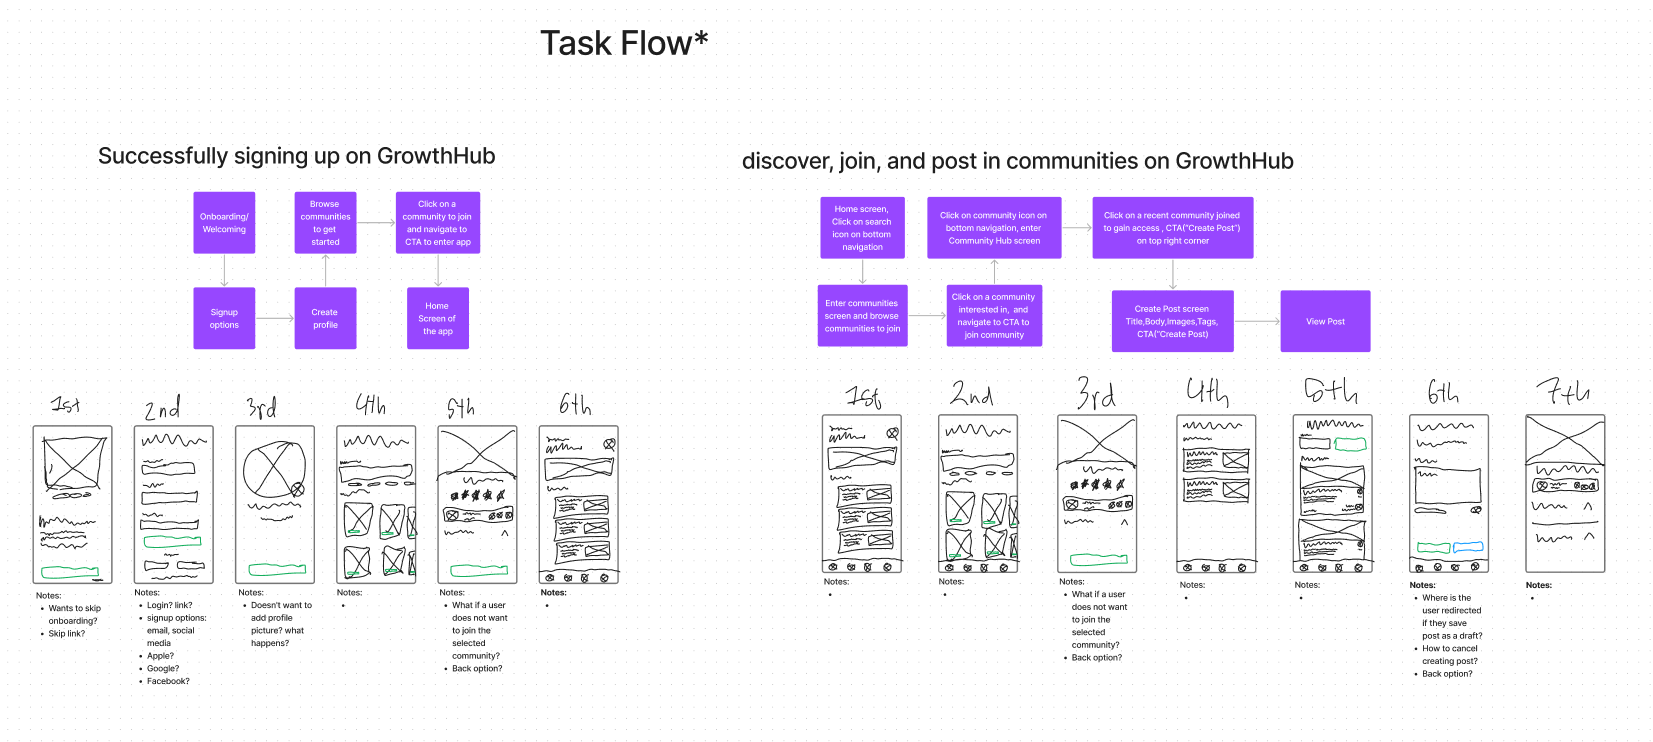 Task Flow*
Successfully signing up on GrowthHub
Onboarding/
Welcoming
Browse
communities
to get
started
Click on a
community to join
and navigate to
CTA to enter app
Signup
options
Create
profile
Home
Screen of
the app
1st
2nd
3rd
4th
5th
6th
Notes:
• Wants to skip
onboarding?
• Skip link?
Notes:
• Login? link?
• signup options:
email, social
media
• Apple?
• Google?
• Facebook?
Notes:
• Doesn't want to
add profile
picture? what
happens?
Notes:
•
Notes:
• What if a user
does not want
to join the
selected
community?
• Back option?
Notes:
•
discover, join, and post in communities on GrowthHub
Home screen,
Click on search
icon on bottom
navigation
Click on community icon on
bottom navigation, enter
Community Hub screen
Click on a recent community joined
to gain access , CTA("Create Post")
on top right corner
Enter communities
screen and browse
communities to join
Click on a community
interested in,  and
navigate to CTA to
join community
Create Post screen
Title,Body,Images,Tags,
CTA("Create Post)
View Post
1st
2nd
3rd
4th
5th
6th
7th
Notes:
•
Notes:
•
Notes:
• What if a user
does not want
to join the
selected
community?
• Back option?
Notes:
•
Notes:
•
Notes:
• Where is the
user redirected
if they save
post as a draft?
• How to cancel
creating post?
• Back option?
Notes:
•